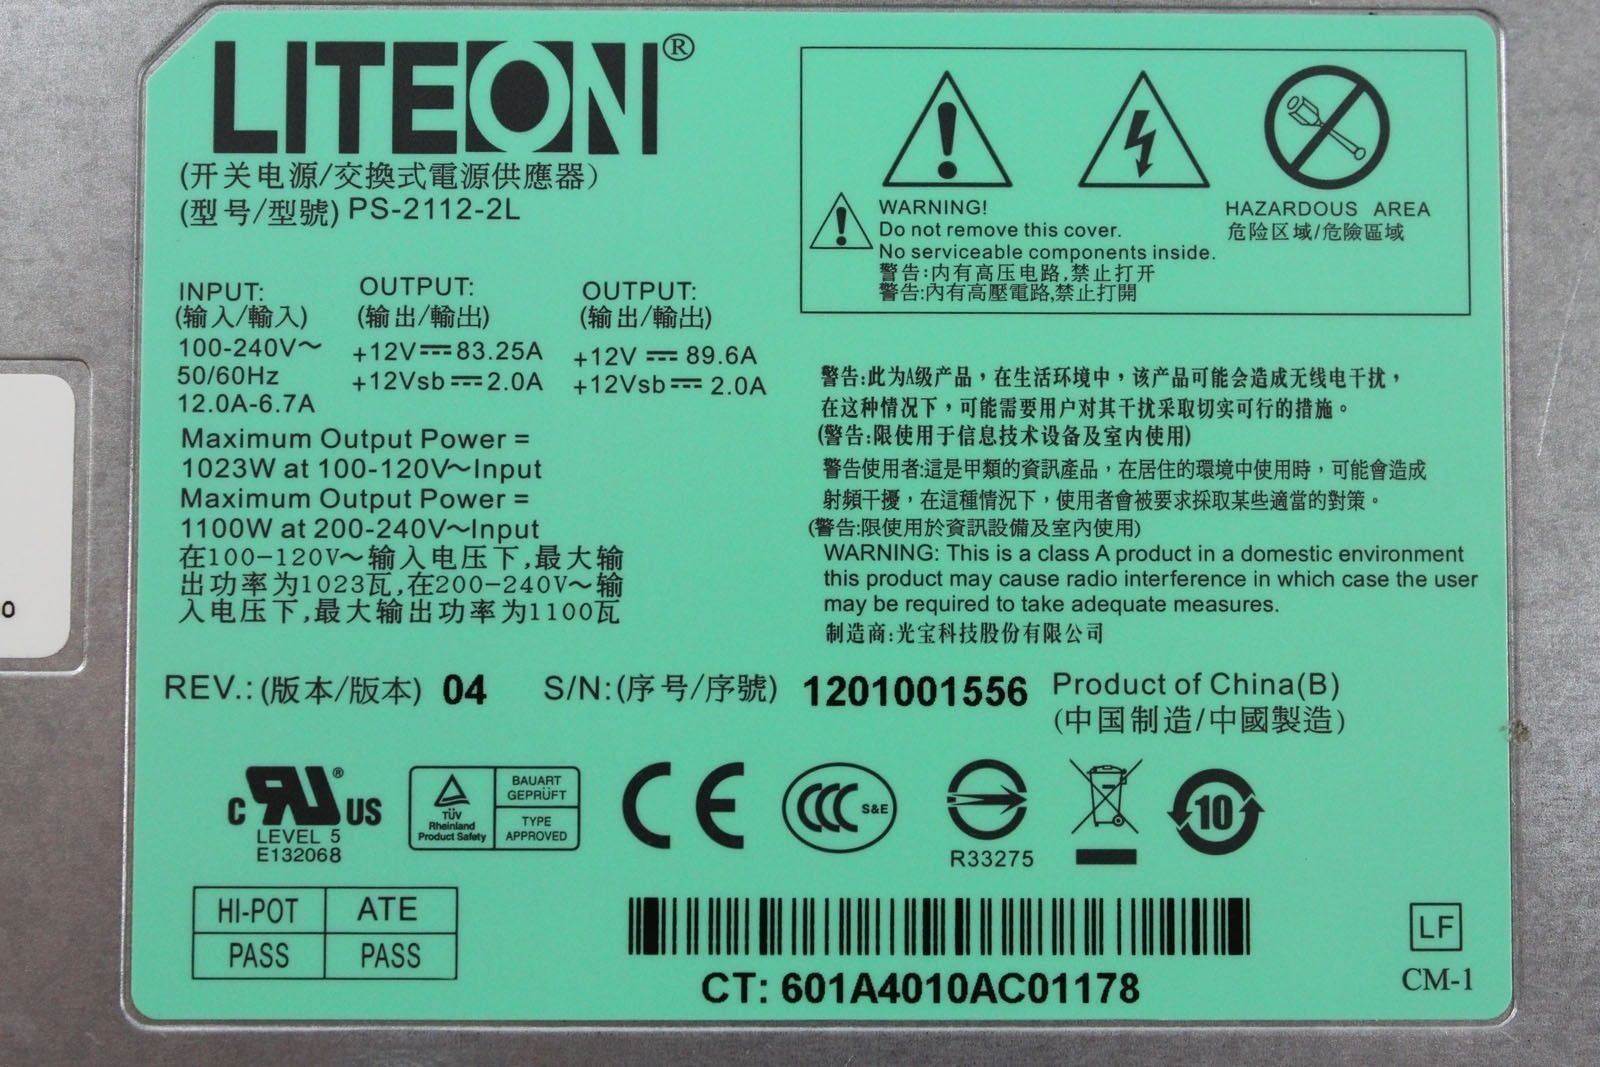 LITEON®
(开关电源/交換式電源供應器)
(型号/型號) PS-2112-2L
WARNING!
Do not remove this cover.
No serviceable components inside.
警告:内有高压电路,禁止打开
警告:內有高壓電路,禁止打開
HAZARDOUS AREA
危险区域/危險區域
INPUT:
(输入/輸入)
100-240V～
50/60Hz
12.0A-6.7A
OUTPUT:
(输出/輸出)
+12V⎓83.25A
+12Vsb⎓2.0A
OUTPUT:
(输出/輸出)
+12V ⎓ 89.6A
+12Vsb⎓ 2.0A
Maximum Output Power =
1023W at 100-120V～Input
Maximum Output Power =
1100W at 200-240V～Input
在100-120V～输入电压下,最大输
出功率为1023瓦,在200-240V～输
入电压下,最大输出功率为1100瓦
警告:此为A级产品，在生活环境中，该产品可能会造成无线电干扰，
在这种情况下，可能需要用户对其干扰采取切实可行的措施。
(警告:限使用于信息技术设备及室内使用)
警告使用者:這是甲類的資訊產品，在居住的環境中使用時，可能會造成
射頻干擾，在這種情況下，使用者會被要求採取某些適當的對策。
(警告:限使用於資訊設備及室內使用)
WARNING: This is a class A product in a domestic environment
this product may cause radio interference in which case the user
may be required to take adequate measures.
制造商:光宝科技股份有限公司
REV.:(版本/版本) 04 S/N:(序号/序號) 1201001556 Product of China(B)
(中国制造/中國製造)
C RU® US
LEVEL 5
E132068
TÜV
Rheinland
Product Safety
BAUART
GEPRÜFT
TYPE
APPROVED
CE
CCC S&E
R33275
10
HI-POT ATE
PASS PASS
CT: 601A4010AC01178
LF
CM-1
0